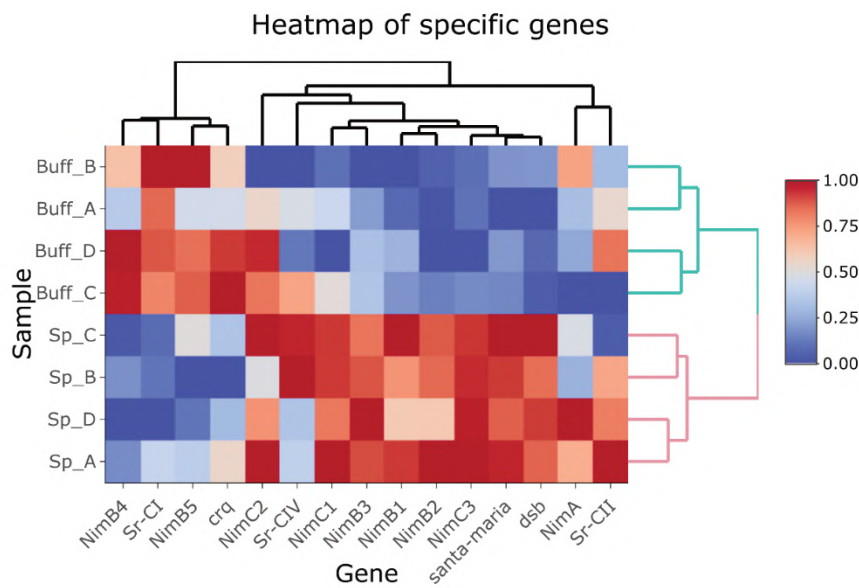 Heatmap of specific genes
Sample
Buff_B
Buff_A
Buff_D
Buff_C
Sp_C
Sp_B
Sp_D
Sp_A
1.00
0.75
0.50
0.25
0.00
NimB4
Sr-CI
NimB5
crq
NimC2
Sr-CIV
NimC1
NimB3
NimB1
NimB2
NimC3
santa-maria
dsb
NimA
Sr-CII
Gene